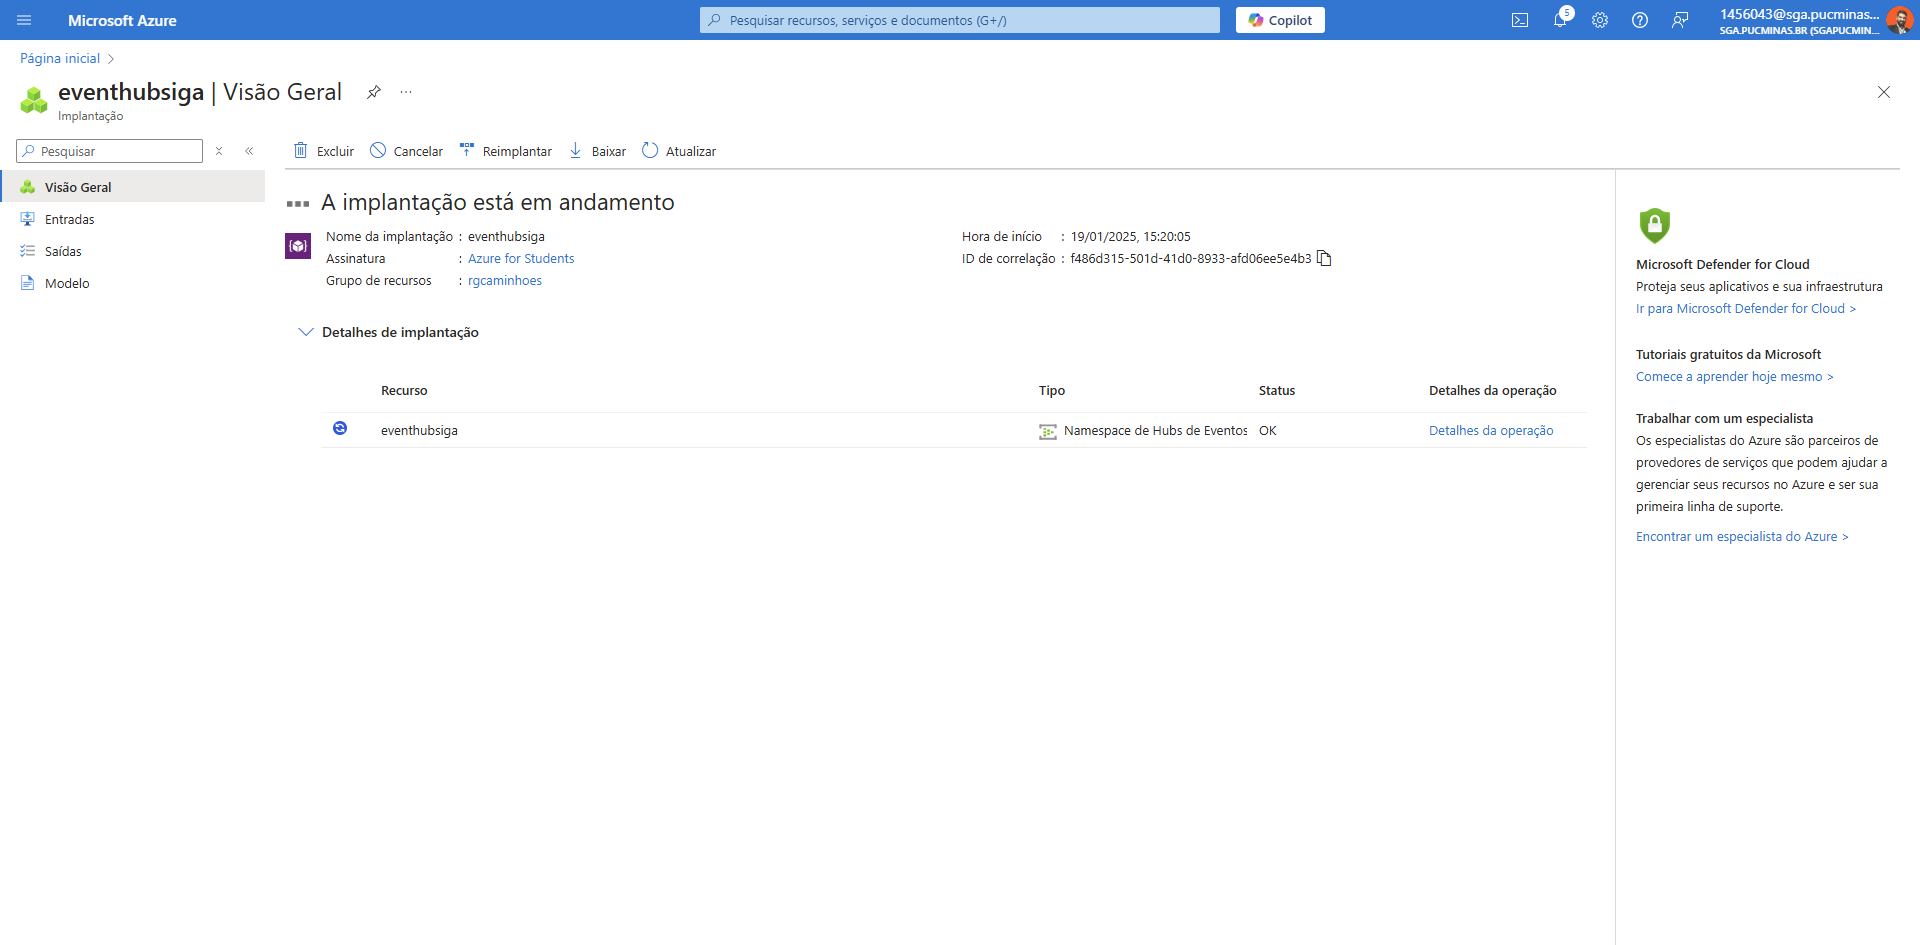 Microsoft Azure
Pesquisar recursos, serviços e documentos (G+/)
Copilot
5
1456043@sga.pucminas...
SGA.PUCMINAS.BR (SGAPUCMIN...
Página inicial
eventhubsiga | Visão Geral
...
Implantação
Pesquisar
Excluir
Cancelar
Reimplantar
Baixar
Atualizar
Visão Geral
Entradas
Saídas
Modelo
A implantação está em andamento
Nome da implantação : eventhubsiga
Assinatura : Azure for Students
Grupo de recursos : rgcaminhoes
Hora de início : 19/01/2025, 15:20:05
ID de correlação : f486d315-501d-41d0-8933-afd06ee5e4b3
Detalhes de implantação
Recurso Tipo Status Detalhes da operação
eventhubsiga Namespace de Hubs de Eventos OK Detalhes da operação
Microsoft Defender for Cloud
Proteja seus aplicativos e sua infraestrutura
Ir para Microsoft Defender for Cloud >
Tutoriais gratuitos da Microsoft
Comece a aprender hoje mesmo >
Trabalhar com um especialista
Os especialistas do Azure são parceiros de
provedores de serviços que podem ajudar a
gerenciar seus recursos no Azure e ser sua
primeira linha de suporte.
Encontrar um especialista do Azure >